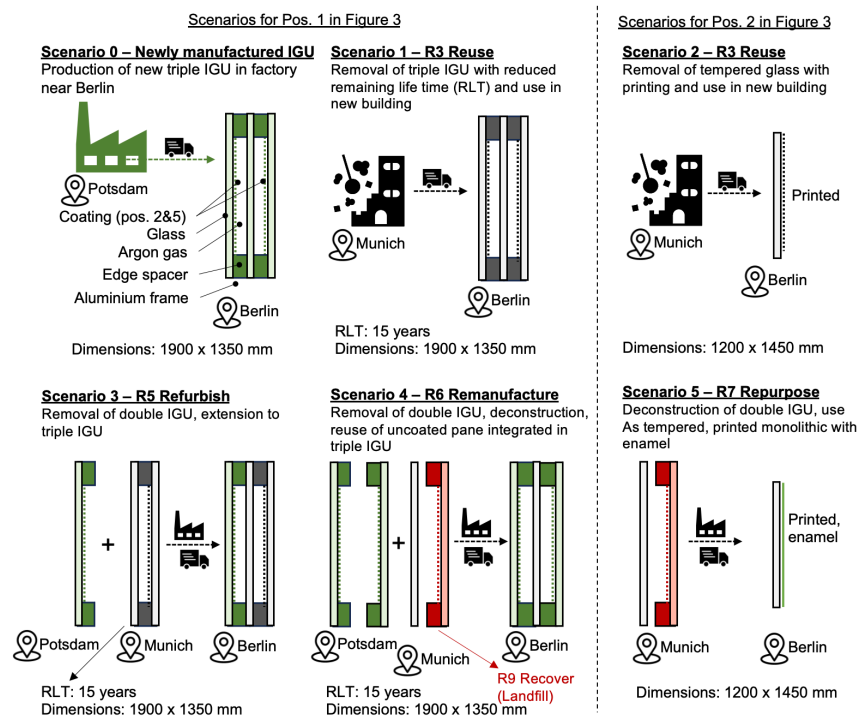 Scenarios for Pos. 1 in Figure 3
Scenarios for Pos. 2 in Figure 3
Scenario 0 – Newly manufactured IGU
Production of new triple IGU in factory
near Berlin
Potsdam
Coating (pos. 2&5)
Glass
Argon gas
Edge spacer
Aluminium frame
Berlin
Dimensions: 1900 x 1350 mm
Scenario 1 – R3 Reuse
Removal of triple IGU with reduced
remaining life time (RLT) and use in
new building
Munich
Berlin
RLT: 15 years
Dimensions: 1900 x 1350 mm
Scenario 2 – R3 Reuse
Removal of tempered glass with
printing and use in new building
Printed
Munich
Berlin
Dimensions: 1200 x 1450 mm
Scenario 3 – R5 Refurbish
Removal of double IGU, extension to
triple IGU
+
Potsdam
Munich
Berlin
RLT: 15 years
Dimensions: 1900 x 1350 mm
Scenario 4 – R6 Remanufacture
Removal of double IGU, deconstruction,
reuse of uncoated pane integrated in
triple IGU
+
Potsdam
Munich
Berlin
R9 Recover
(Landfill)
RLT: 15 years
Dimensions: 1900 x 1350 mm
Scenario 5 – R7 Repurpose
Deconstruction of double IGU, use
As tempered, printed monolithic with
enamel
Printed,
enamel
Munich
Berlin
Dimensions: 1200 x 1450 mm